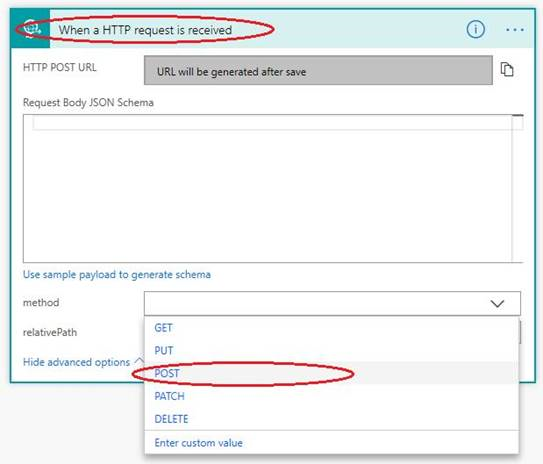 When a HTTP request is received
HTTP POST URL
URL will be generated after save
Request Body JSON Schema
Use sample payload to generate schema
method
relativePath
Hide advanced options
GET
PUT
POST
PATCH
DELETE
Enter custom value